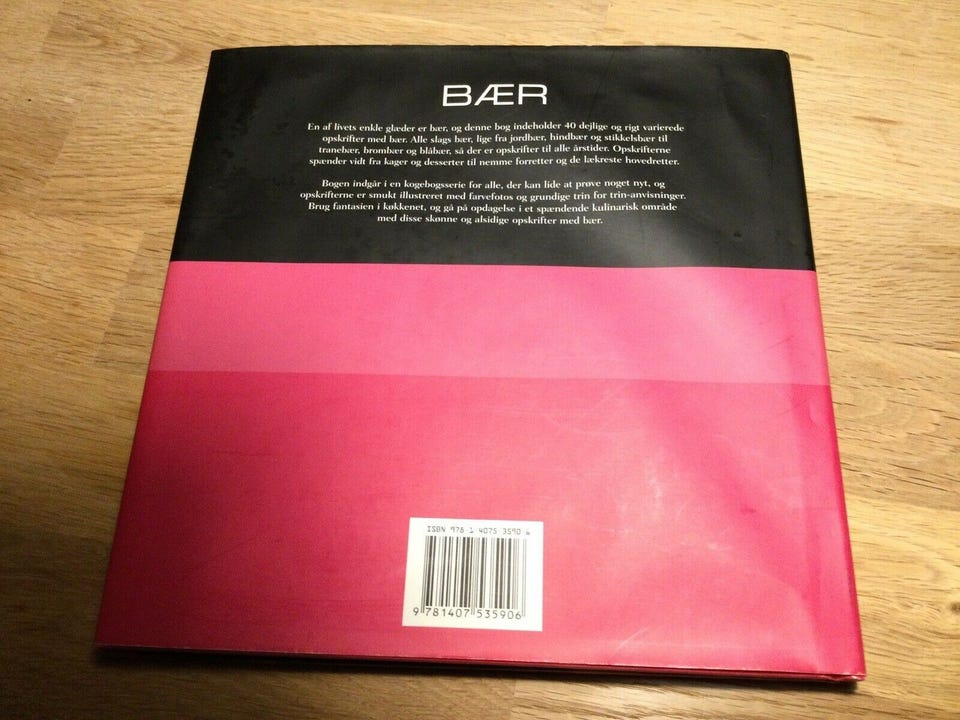 BÆR
En af livets enkle glæder er bær, og denne bog indeholder 40 dejlige og rigt varierede
opskrifter med bær. Alle slags bær, lige fra jordbær, hindbær og stikkelsbær til
tranebær, brombær og blåbær, så der er opskrifter til alle årstider. Opskrifterne
spænder vidt fra kager og desserter til nemme forretter og de lækreste hovedretter.
Bogen indgår i en kogebogsserie for alle, der kan lide at prøve noget nyt, og
opskrifterne er smukt illustreret med farvefotos og grundige trin for trin-anvisninger.
Brug fantasien i køkkenet, og gå på opdagelse i et spændende kulinarisk område
med disse skønne og alsidige opskrifter med bær.
ISBN 978-1-4075-3590-6
9 781407 535906